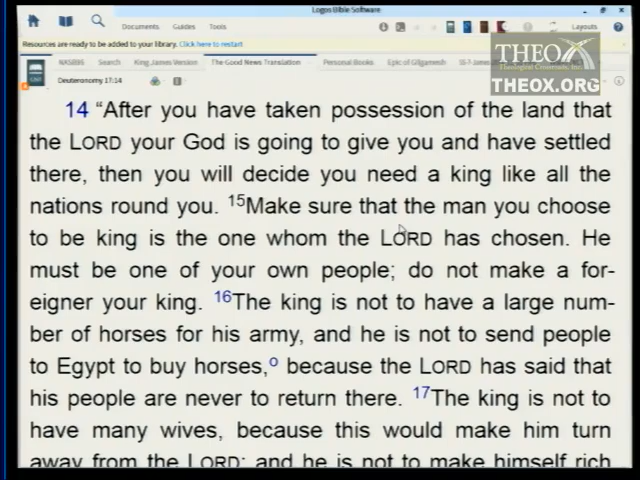 Logos Bible Software
Documents Guides Tools Layouts
Resources are ready to be added to your library. Click here to restart
NASB95 Search King James Version The Good News Translation Personal Books Epic of Gilgamesh
Deuteronomy 17:14
THEOX
THEOX.ORG
14 “After you have taken possession of the land that
the LORD your God is going to give you and have settled
there, then you will decide you need a king like all the
nations round you. 15Make sure that the man you choose
to be king is the one whom the LORD has chosen. He
must be one of your own people; do not make a for-
eigner your king. 16The king is not to have a large num-
ber of horses for his army, and he is not to send people
to Egypt to buy horses,o because the LORD has said that
his people are never to return there. 17The king is not to
have many wives, because this would make him turn
away from the LORD; and he is not to make himself rich